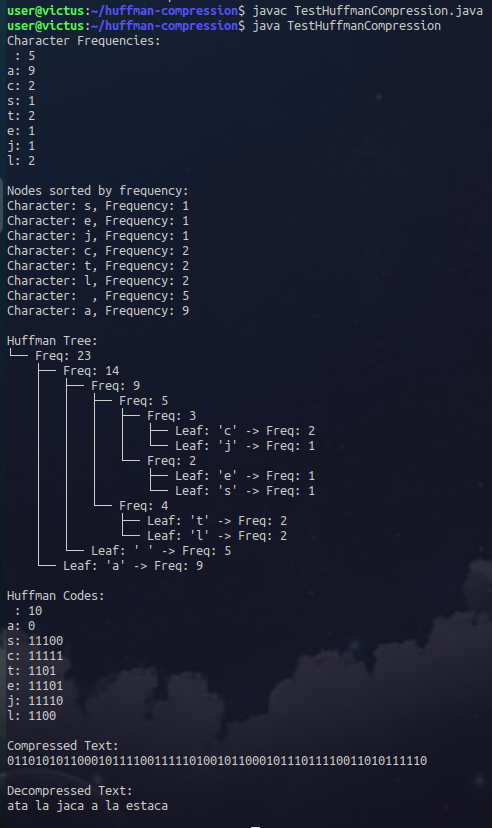 user@victus:~/huffman-compression$ javac TestHuffmanCompression.java
user@victus:~/huffman-compression$ java TestHuffmanCompression
Character Frequencies:
 : 5
a: 9
c: 2
s: 1
t: 2
e: 1
j: 1
l: 2
Nodes sorted by frequency:
Character: s, Frequency: 1
Character: e, Frequency: 1
Character: j, Frequency: 1
Character: c, Frequency: 2
Character: t, Frequency: 2
Character: l, Frequency: 2
Character:  , Frequency: 5
Character: a, Frequency: 9
Huffman Tree:
└── Freq: 23
    ├── Freq: 14
    │   ├── Freq: 9
    │   │   ├── Freq: 5
    │   │   │   ├── Freq: 3
    │   │   │   │   ├── Leaf: 'c' -> Freq: 2
    │   │   │   │   └── Leaf: 'j' -> Freq: 1
    │   │   │   └── Freq: 2
    │   │   │       ├── Leaf: 'e' -> Freq: 1
    │   │   │       └── Leaf: 's' -> Freq: 1
    │   │   └── Freq: 4
    │   │       ├── Leaf: 't' -> Freq: 2
    │   │       └── Leaf: 'l' -> Freq: 2
    │   └── Leaf: ' ' -> Freq: 5
    └── Leaf: 'a' -> Freq: 9
Huffman Codes:
 : 10
a: 0
s: 11100
c: 11111
t: 1101
e: 11101
j: 11110
l: 1100
Compressed Text:
011010101100010111100111110100101100010111011110011010111110
Decompressed Text:
ata la jaca a la estaca